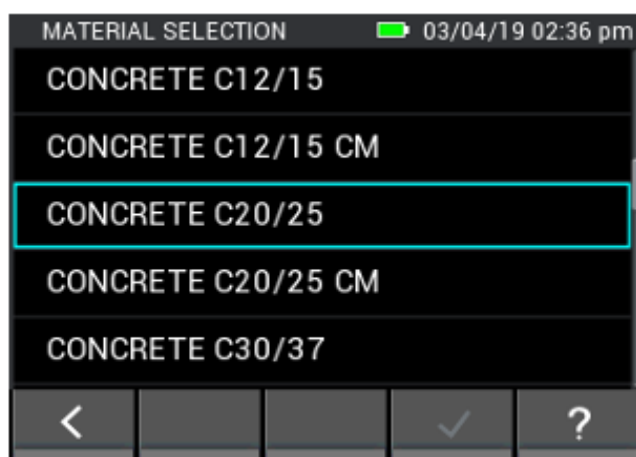 MATERIAL SELECTION 03/04/19 02:36 pm
CONCRETE C12/15
CONCRETE C12/15 CM
CONCRETE C20/25
CONCRETE C20/25 CM
CONCRETE C30/37
?